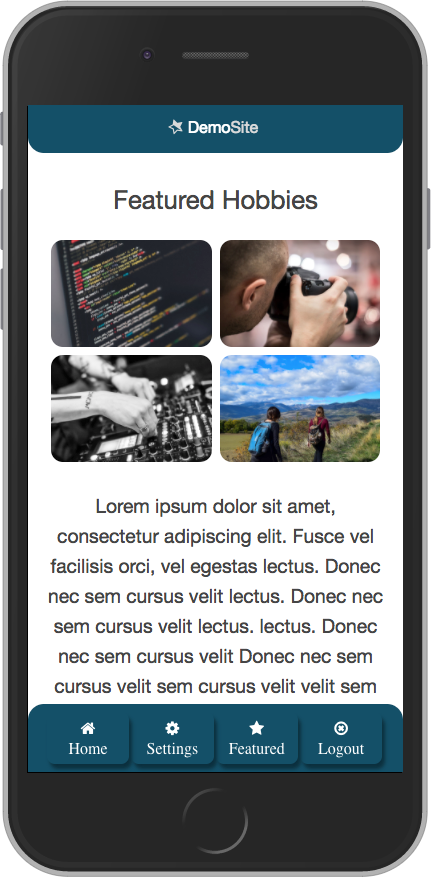 DemoSite
Featured Hobbies
Lorem ipsum dolor sit amet,
consectetur adipiscing elit. Fusce vel
facilisis orci, vel egestas lectus. Donec
nec sem cursus velit lectus. Donec nec
sem cursus velit lectus. lectus. Donec
nec sem cursus velit Donec nec sem
cursus velit sem cursus velit velit sem
Home Settings Featured Logout